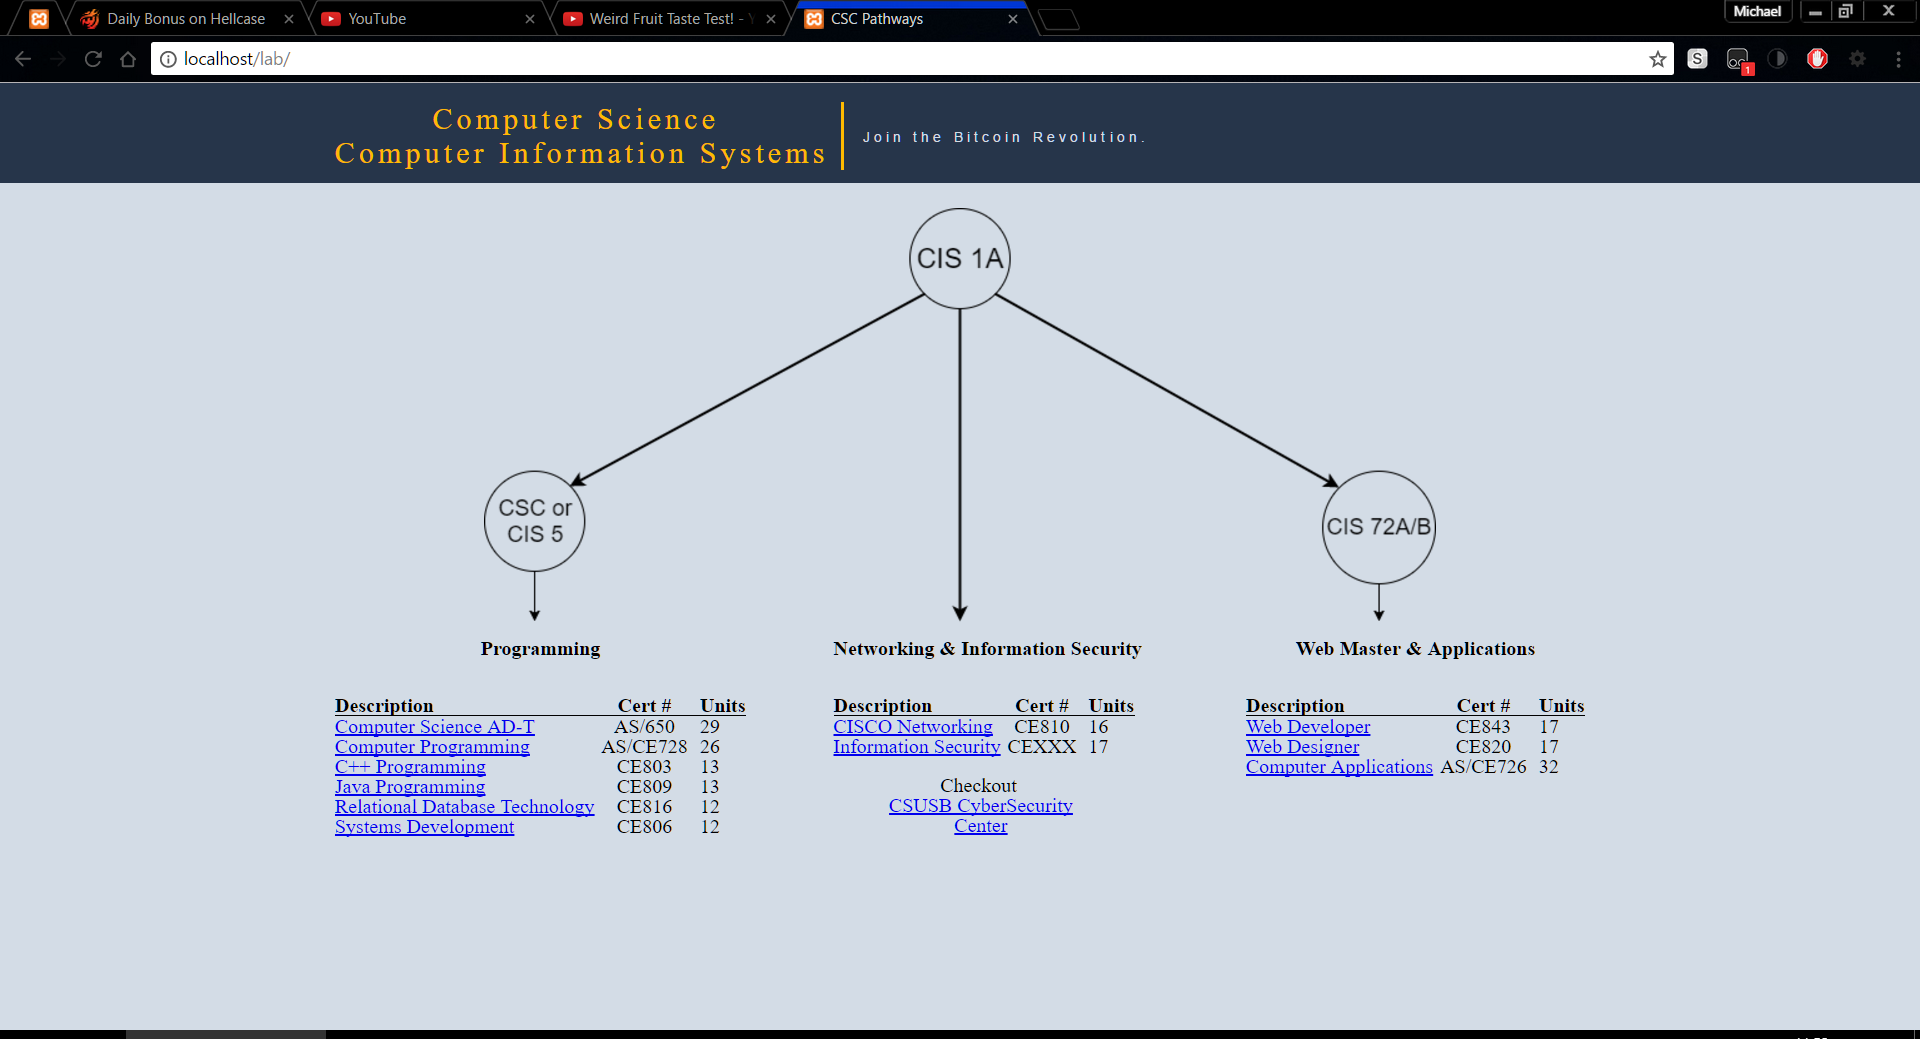 Daily Bonus on Hellcase
YouTube
Weird Fruit Taste Test! -
CSC Pathways
Michael
localhost/lab/
S
1
Computer Science
Computer Information Systems
Join the Bitcoin Revolution.
CIS 1A
CSC or
CIS 5
CIS 72A/B
Programming
Description Cert # Units
Computer Science AD-T AS/650 29
Computer Programming AS/CE728 26
C++ Programming CE803 13
Java Programming CE809 13
Relational Database Technology CE816 12
Systems Development CE806 12
Networking & Information Security
Description Cert # Units
CISCO Networking CE810 16
Information Security CEXXX 17
Checkout
CSUSB CyberSecurity
Center
Web Master & Applications
Description Cert # Units
Web Developer CE843 17
Web Designer CE820 17
Computer Applications AS/CE726 32